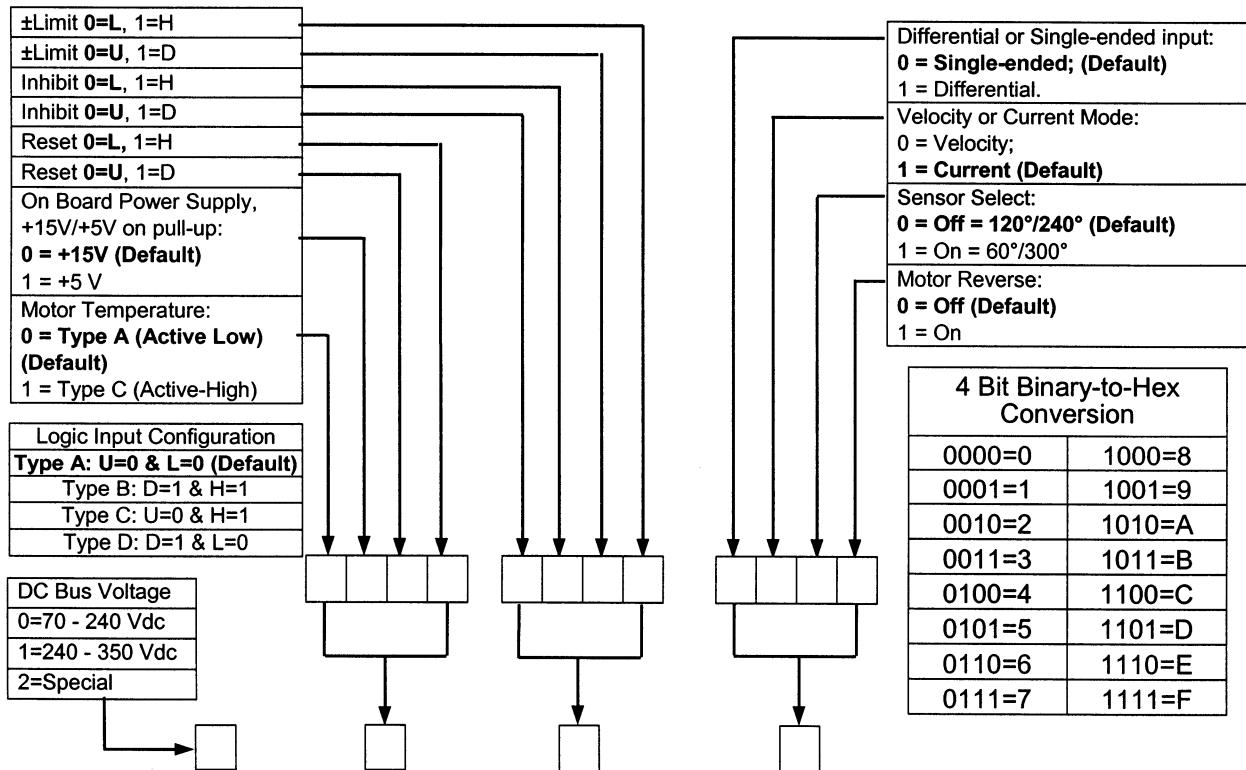 ±Limit 0=L, 1=H
±Limit 0=U, 1=D
Inhibit 0=L, 1=H
Inhibit 0=U, 1=D
Reset 0=L, 1=H
Reset 0=U, 1=D
On Board Power Supply,
+15V/+5V on pull-up:
0 = +15V (Default)
1 = +5 V
Motor Temperature:
0 = Type A (Active Low)
(Default)
1 = Type C (Active-High)
Logic Input Configuration
Type A: U=0 & L=0 (Default)
Type B: D=1 & H=1
Type C: U=0 & H=1
Type D: D=1 & L=0
DC Bus Voltage
0=70 - 240 Vdc
1=240 - 350 Vdc
2=Special
Differential or Single-ended input:
0 = Single-ended; (Default)
1 = Differential.
Velocity or Current Mode:
0 = Velocity;
1 = Current (Default)
Sensor Select:
0 = Off = 120°/240° (Default)
1 = On = 60°/300°
Motor Reverse:
0 = Off (Default)
1 = On
4 Bit Binary-to-Hex
Conversion
0000=0 1000=8
0001=1 1001=9
0010=2 1010=A
0011=3 1011=B
0100=4 1100=C
0101=5 1101=D
0110=6 1110=E
0111=7 1111=F